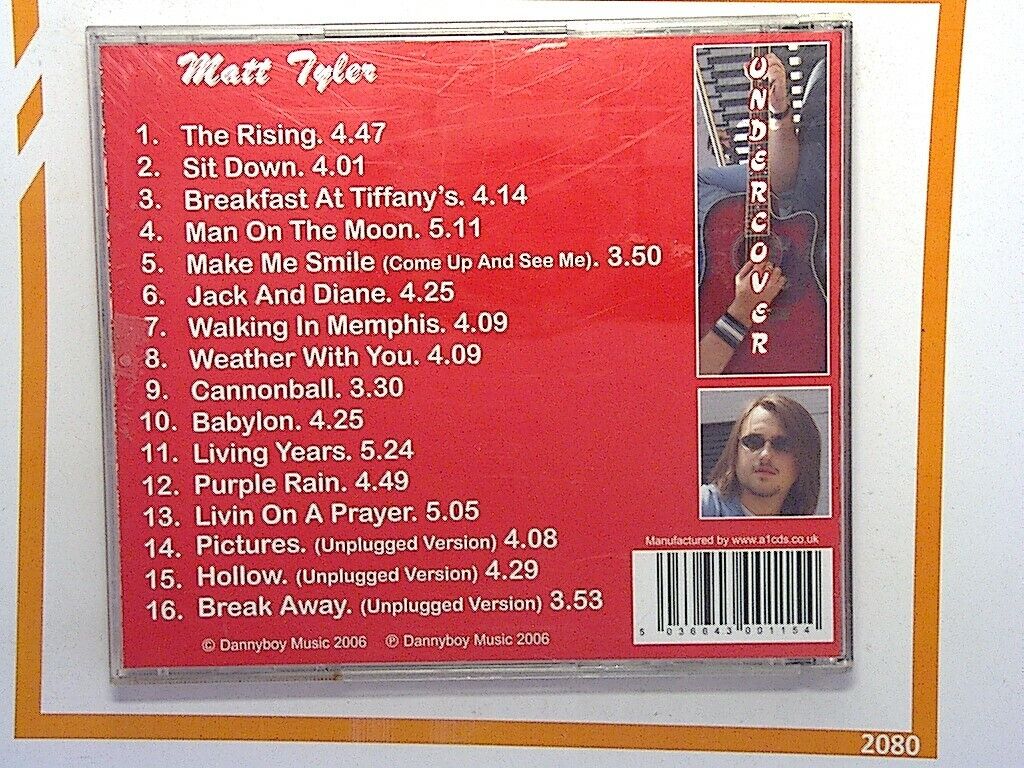 Matt Tyler
1. The Rising. 4.47
2. Sit Down. 4.01
3. Breakfast At Tiffany's. 4.14
4. Man On The Moon. 5.11
5. Make Me Smile (Come Up And See Me). 3.50
6. Jack And Diane. 4.25
7. Walking In Memphis. 4.09
8. Weather With You. 4.09
9. Cannonball. 3.30
10. Babylon. 4.25
11. Living Years. 5.24
12. Purple Rain. 4.49
13. Livin On A Prayer. 5.05
14. Pictures. (Unplugged Version) 4.08
15. Hollow. (Unplugged Version) 4.29
16. Break Away. (Unplugged Version) 3.53
© Dannyboy Music 2006 ℗ Dannyboy Music 2006
UNDERCOVER
Manufactured by www.a1cds.co.uk
5 036643 001154
2080